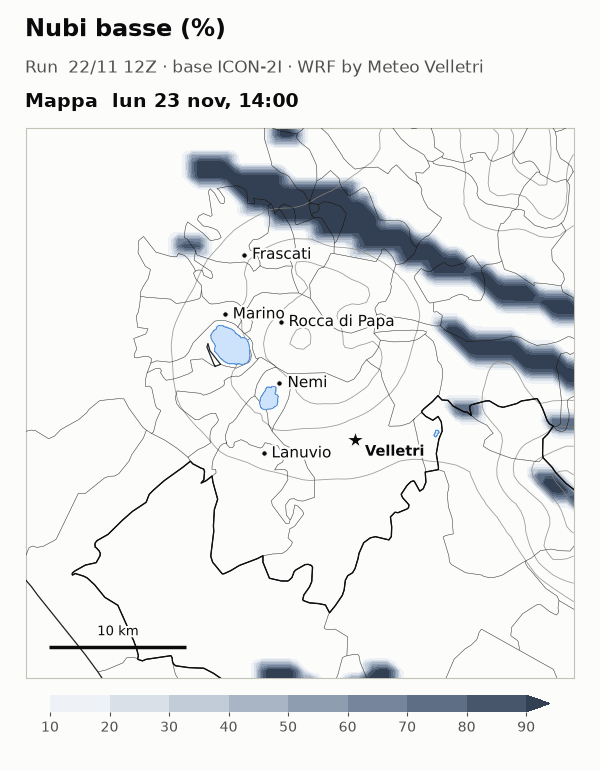 Nubi basse (%)
Run  22/11 12Z · base ICON-2I · WRF by Meteo Velletri
Mappa  lun 23 nov, 14:00
Frascati
Marino
Rocca di Papa
Nemi
Velletri
Lanuvio
10 km
10 20 30 40 50 60 70 80 90